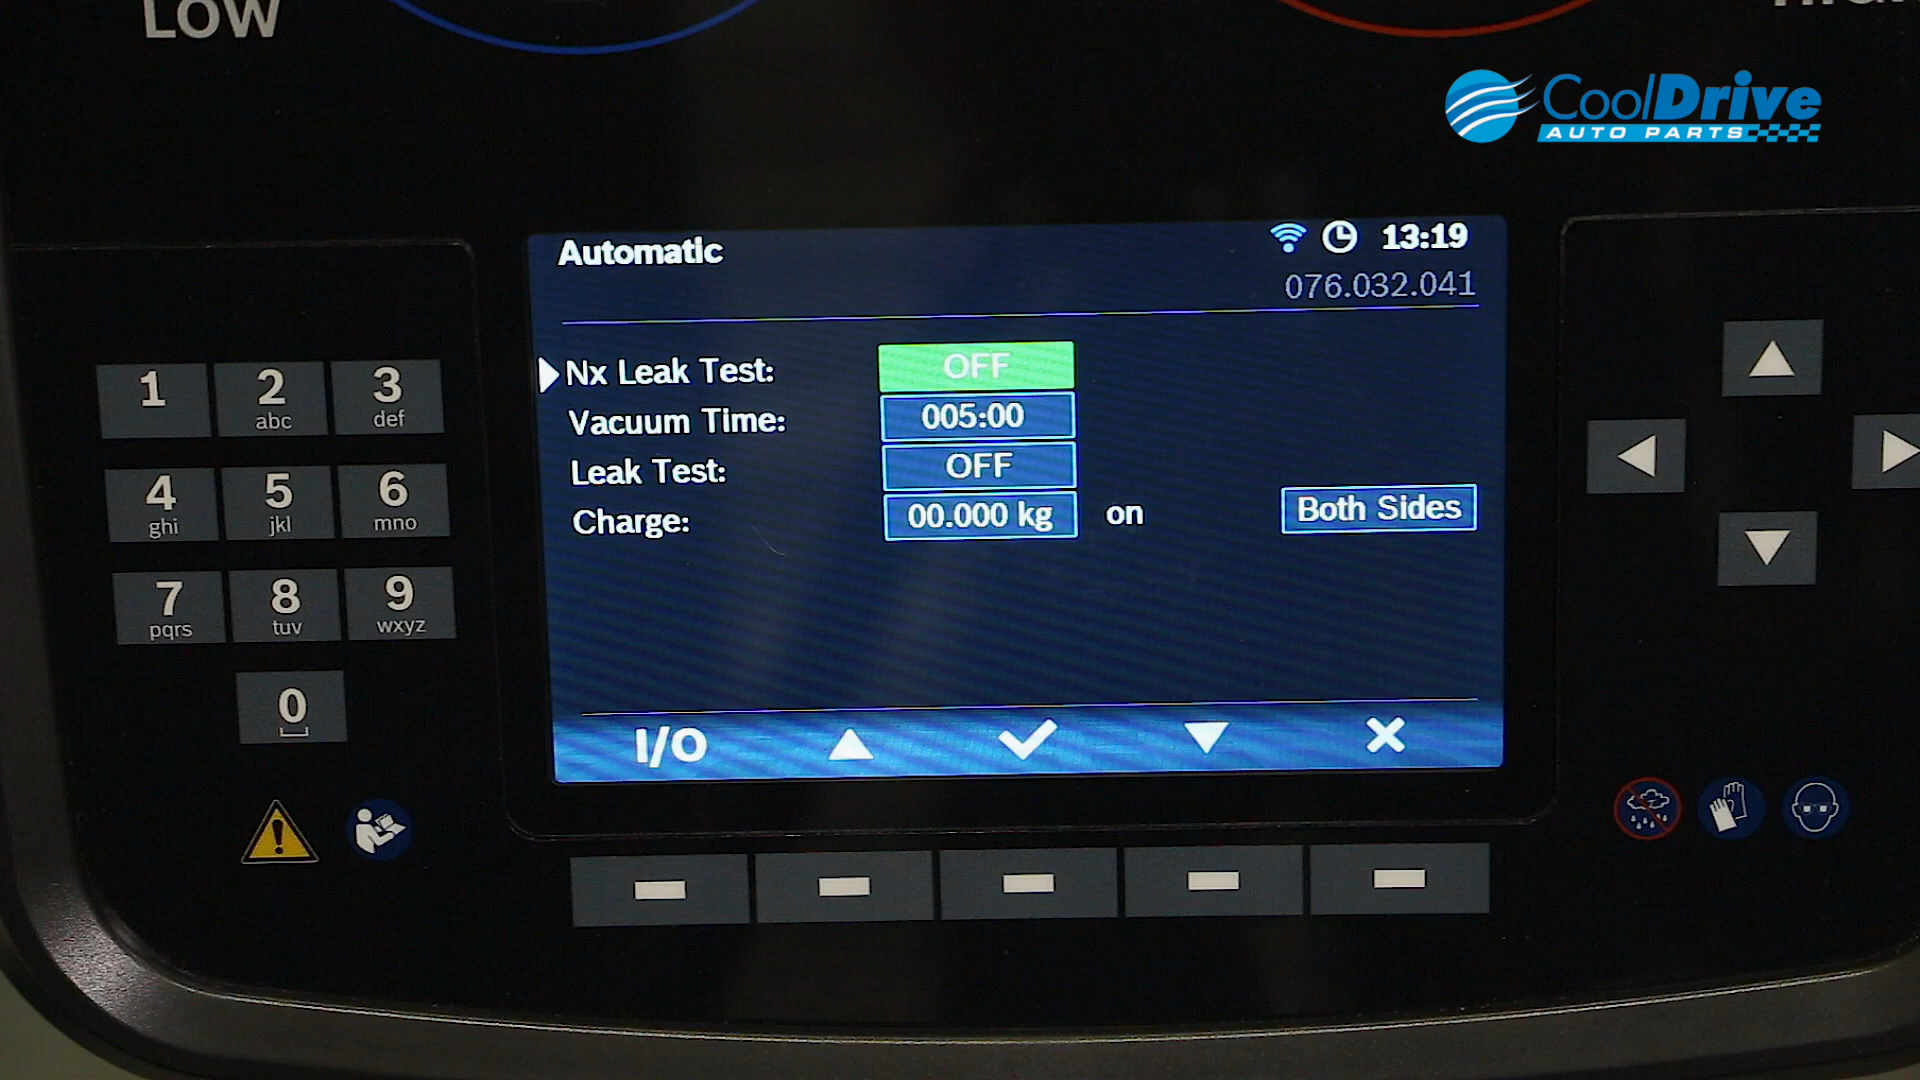 LOW
CoolDrive
AUTO PARTS
Automatic
13:19
076.032.041
Nx Leak Test: OFF
Vacuum Time: 005:00
Leak Test: OFF
Charge: 00.000 kg on Both Sides
I/O
1
2 abc
3 def
4 ghi
5 jkl
6 mno
7 pqrs
8 tuv
9 wxyz
0